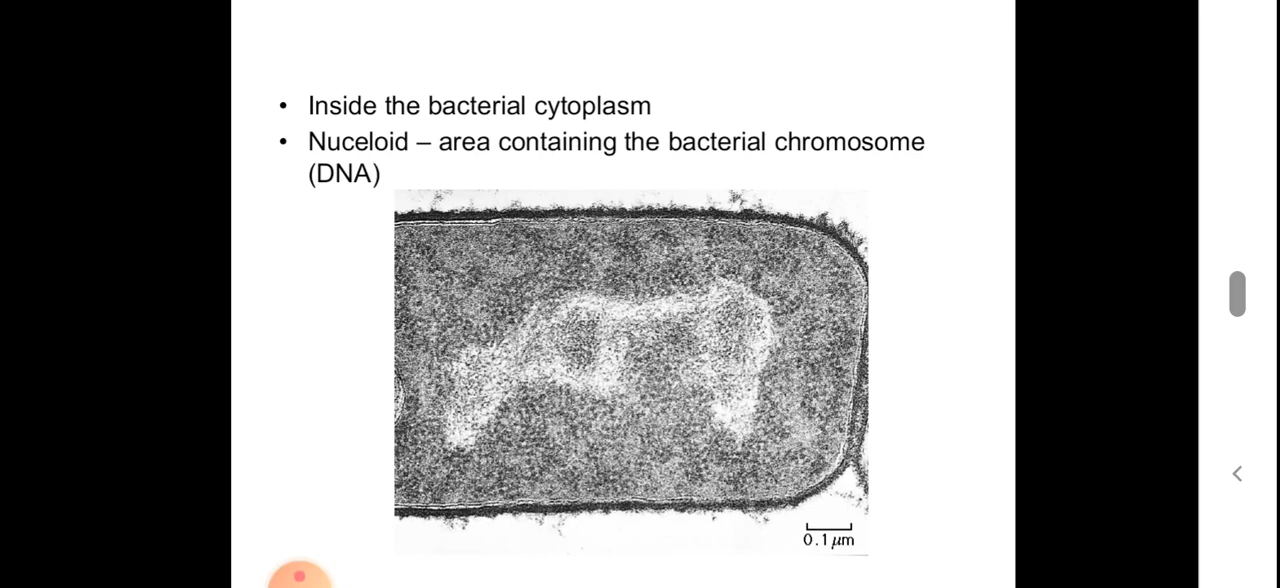 • Inside the bacterial cytoplasm
• Nuceloid – area containing the bacterial chromosome
(DNA)
0.1 µm